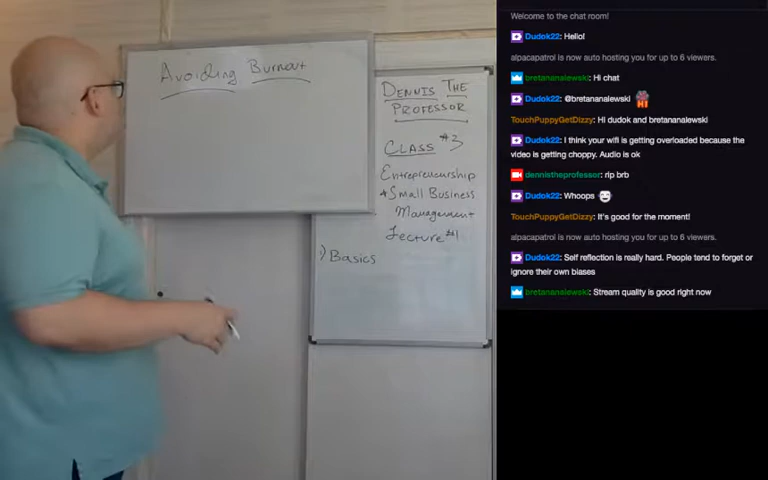 Avoiding Burnout
DENNIS THE
PROFESSOR
CLASS #3
Entrepreneurship
+ Small Business
Management
Lecture #1
1) Basics
Welcome to the chat room!
Dudok22: Hello!
alpacapatrol is now auto hosting you for up to 6 viewers.
bretananalewski: Hi chat
Dudok22: @bretananalewski HI
TouchPuppyGetDizzy: Hi dudok and bretananalewski
Dudok22: I think your wifi is getting overloaded because the
video is getting choppy. Audio is ok
dennistheprofessor: rip brb
Dudok22: Whoops
TouchPuppyGetDizzy: It's good for the moment!
alpacapatrol is now auto hosting you for up to 6 viewers.
Dudok22: Self reflection is really hard. People tend to forget or
ignore their own biases
bretananalewski: Stream quality is good right now